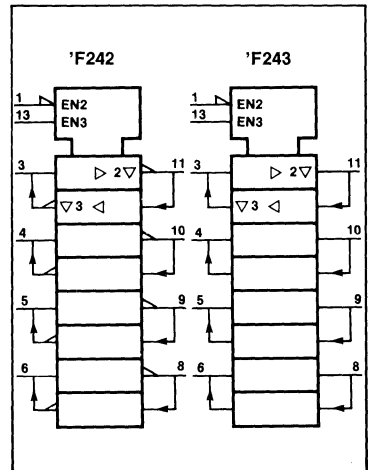 'F242 'F243
1 EN2 1 EN2
13 EN3 13 EN3
3 ▷ 2 ▽ 11 3 ▷ 2 ▽ 11
▽ 3 ◁ ▽ 3 ◁
4 10 4 10
5 9 5 9
6 8 6 8